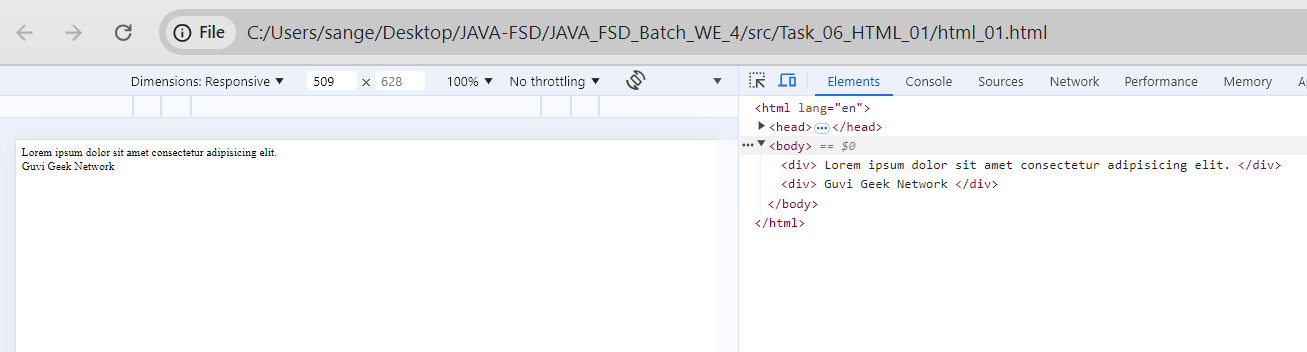 File C:/Users/sange/Desktop/JAVA-FSD/JAVA_FSD_Batch_WE_4/src/Task_06_HTML_01/html_01.html
Dimensions: Responsive 509 × 628 100% No throttling
Elements Console Sources Network Performance Memory
Lorem ipsum dolor sit amet consectetur adipisicing elit.
Guvi Geek Network
<html lang="en">
<head> ••• </head>
••• <body> == $0
<div> Lorem ipsum dolor sit amet consectetur adipisicing elit. </div>
<div> Guvi Geek Network </div>
</body>
</html>